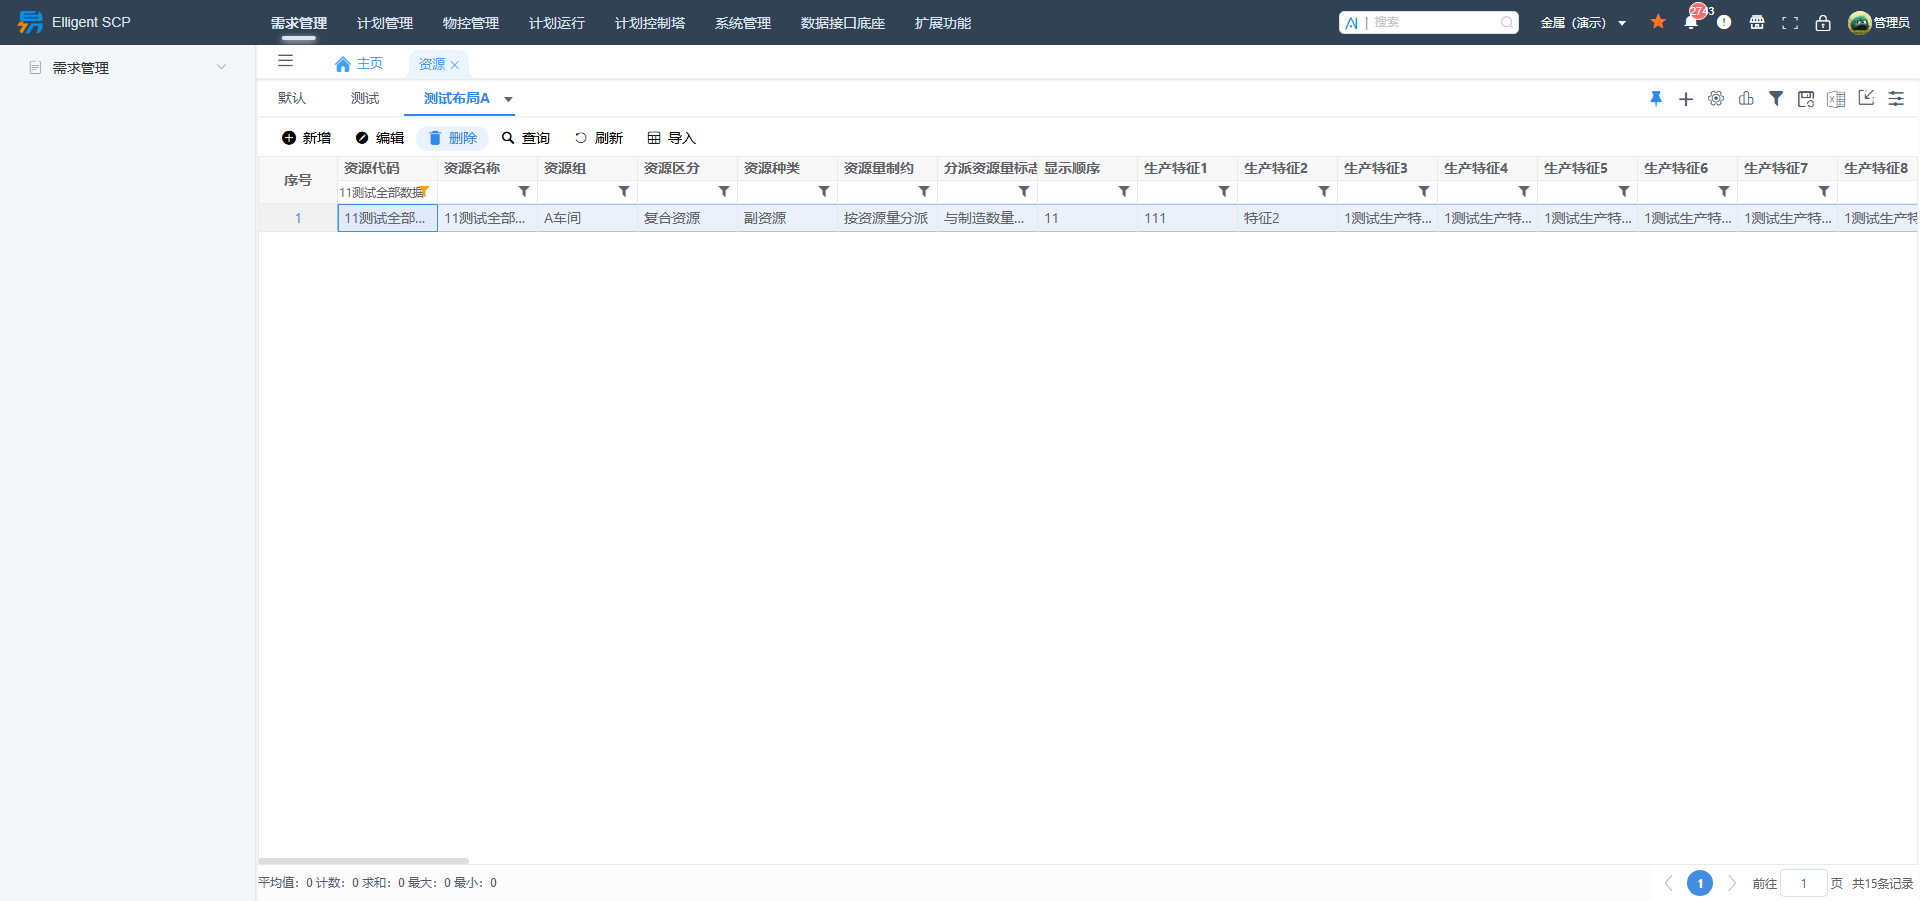 Elligent SCP 需求管理 计划管理 物控管理 计划运行 计划控制塔 系统管理 数据接口底座 扩展功能 AI | 搜索 金属（演示） 2743 管理员
需求管理
主页 资源
默认 测试 测试布局A
新增 编辑 删除 查询 刷新 导入
序号 资源代码 资源名称 资源组 资源区分 资源种类 资源量制约 分派资源量标志 显示顺序 生产特征1 生产特征2 生产特征3 生产特征4 生产特征5 生产特征6 生产特征7 生产特征8
11测试全部数据
1 11测试全部... 11测试全部... A车间 复合资源 副资源 按资源量分派 与制造数量... 11 111 特征2 1测试生产特... 1测试生产特... 1测试生产特... 1测试生产特... 1测试生产特... 1测试生产特
平均值：0 计数：0 求和：0 最大：0 最小：0
1 前往 1 页 共15条记录